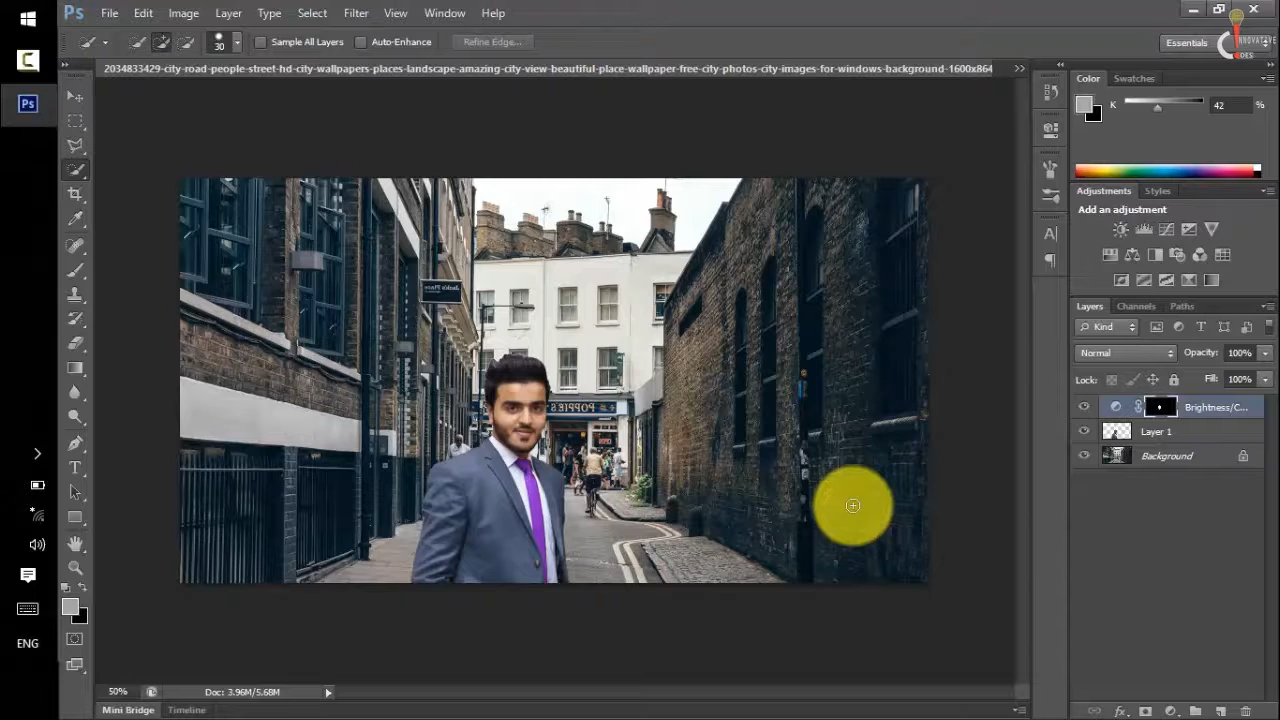 Ps File Edit Image Layer Type Select Filter View Window Help
30 Sample All Layers Auto-Enhance Refine Edge... Essentials
NNOVATAVE
DES
2034833429-city-road-people-street-hd-city-wallpapers-places-landscape-amazing-city-view-beautiful-place-wallpaper-free-city-photos-city-images-for-windows-background-1600x864
Ps
Color Swatches
K 42 %
Adjustments Styles
Add an adjustment
Layers Channels Paths
Kind
Normal Opacity: 100%
Lock: Fill: 100%
Brightness/C...
Layer 1
Background
POPPIE'S
ENG
50% Doc: 3.96M/5.68M
Mini Bridge Timeline